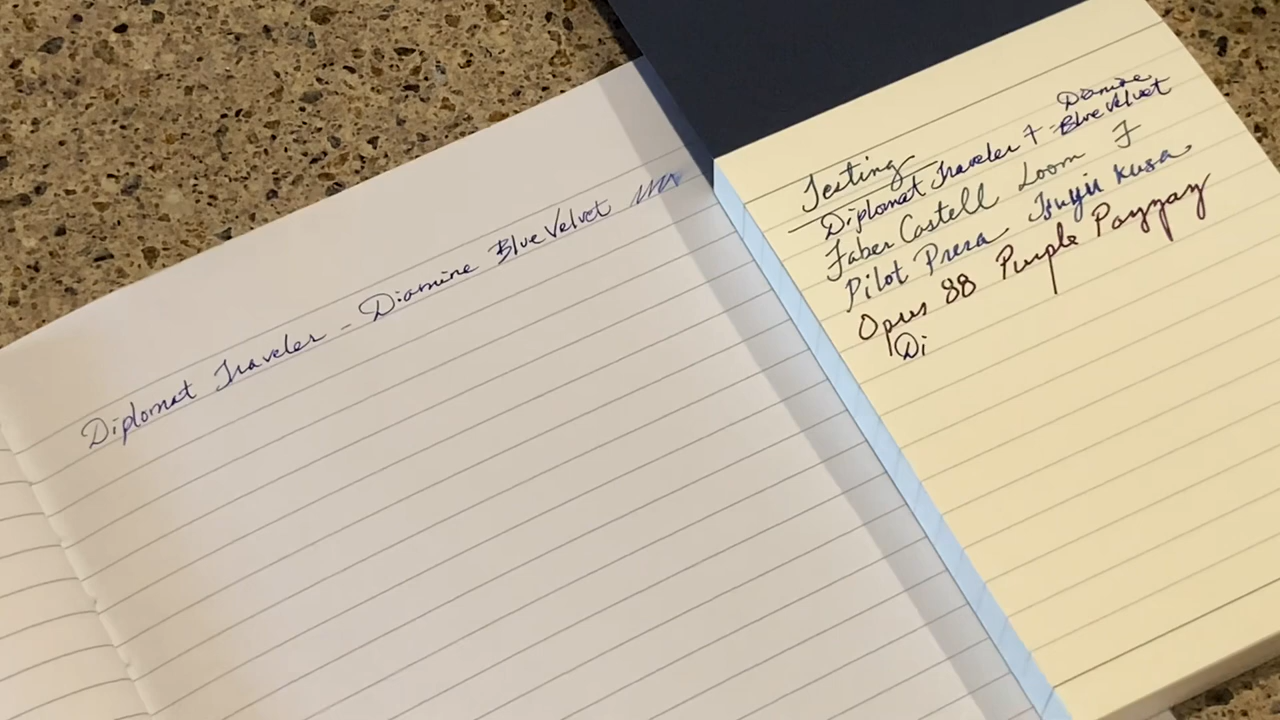 Diplomat Traveler - Diamine Blue Velvet
Testing
Diplomat Traveler + Diamine Blue Velvet
Faber Castell Loom F
Pilot Prera Tsuyu Kusa
Opus 88 Purple Pazzaz
Di